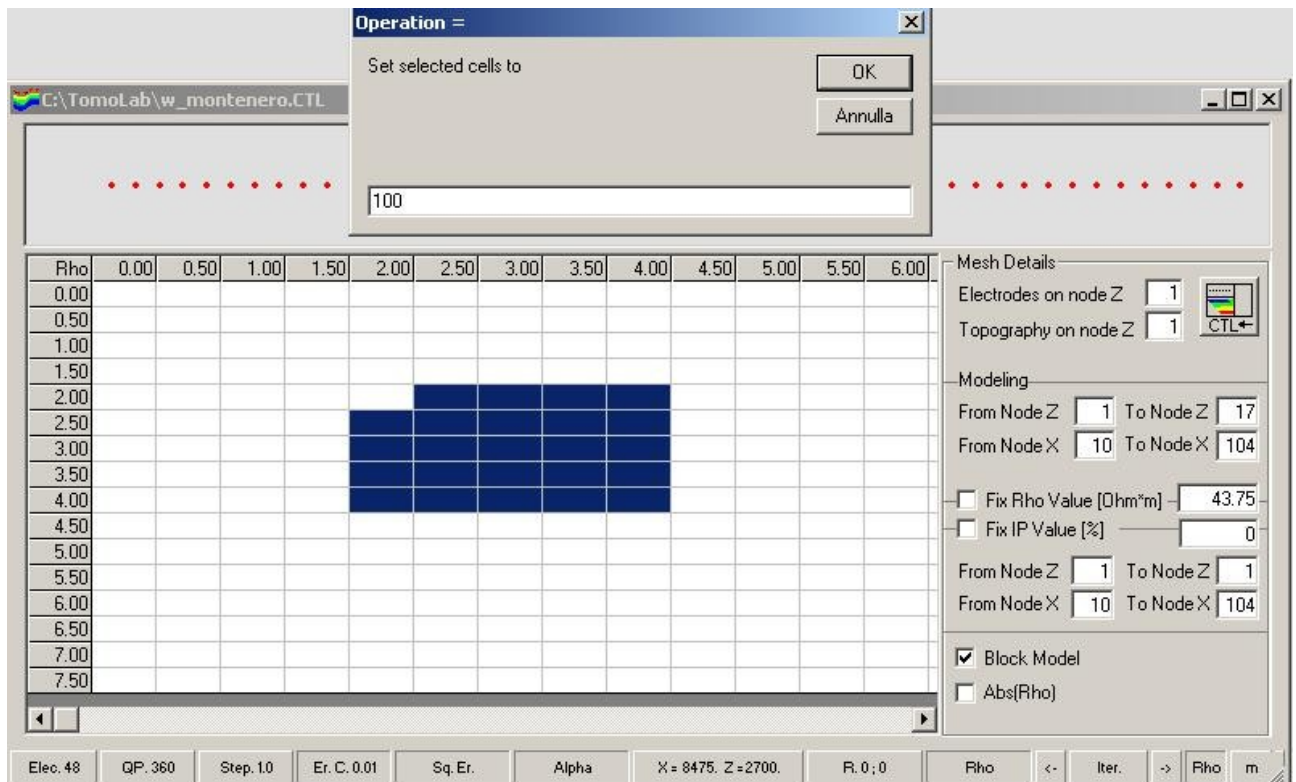 Operation =
Set selected cells to
OK
Annulla
100
C:\TomoLab\w_montenero.CTL
Rho 0.00 0.50 1.00 1.50 2.00 2.50 3.00 3.50 4.00 4.50 5.00 5.50 6.00
0.00
0.50
1.00
1.50
2.00
2.50
3.00
3.50
4.00
4.50
5.00
5.50
6.00
6.50
7.00
7.50
Mesh Details
Electrodes on node Z 1
Topography on node Z 1
CTL
Modeling
From Node Z 1 To Node Z 17
From Node X 10 To Node X 104
Fix Rho Value [Ohm*m] 43.75
Fix IP Value [%] 0
From Node Z 1 To Node Z 1
From Node X 10 To Node X 104
Block Model
Abs(Rho)
Elec. 48 QP. 360 Step. 1.0 Er. C. 0.01 Sq. Er. Alpha X = 8475. Z =2700. R. 0 ; 0 Rho <- Iter. -> Rho m